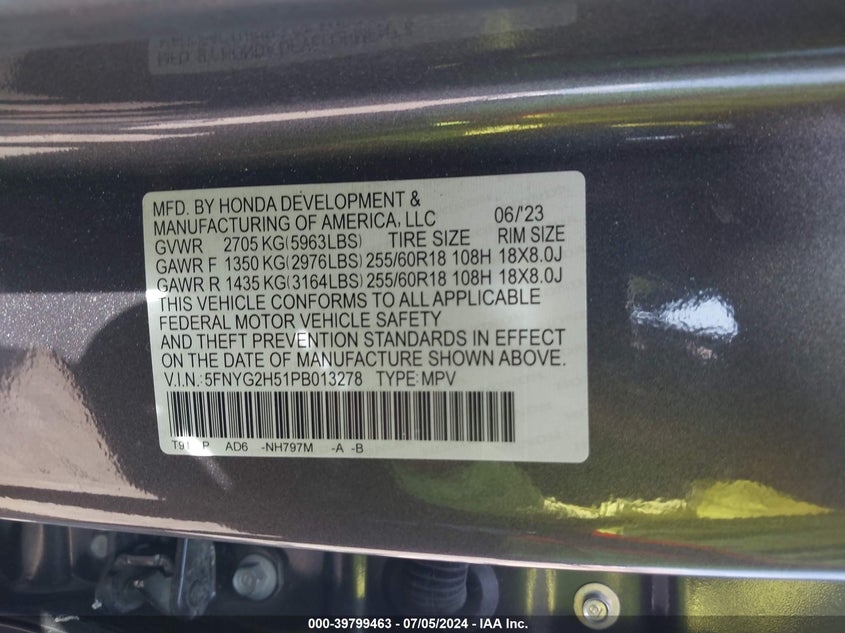 MFD. BY HONDA DEVELOPMENT &
MANUFACTURING OF AMERICA, LLC 06/'23
GVWR 2705 KG(5963LBS) TIRE SIZE RIM SIZE
GAWR F 1350 KG(2976LBS) 255/60R18 108H 18X8.0J
GAWR R 1435 KG(3164LBS) 255/60R18 108H 18X8.0J
THIS VEHICLE CONFORMS TO ALL APPLICABLE
FEDERAL MOTOR VEHICLE SAFETY
AND THEFT PREVENTION STANDARDS IN EFFECT
ON THE DATE OF MANUFACTURE SHOWN ABOVE.
V.I.N.:5FNYG2H51PB013278 TYPE:MPV
AD6 -NH797M -A -B
000-39799463 / 07/05/2024 - IAA Inc.